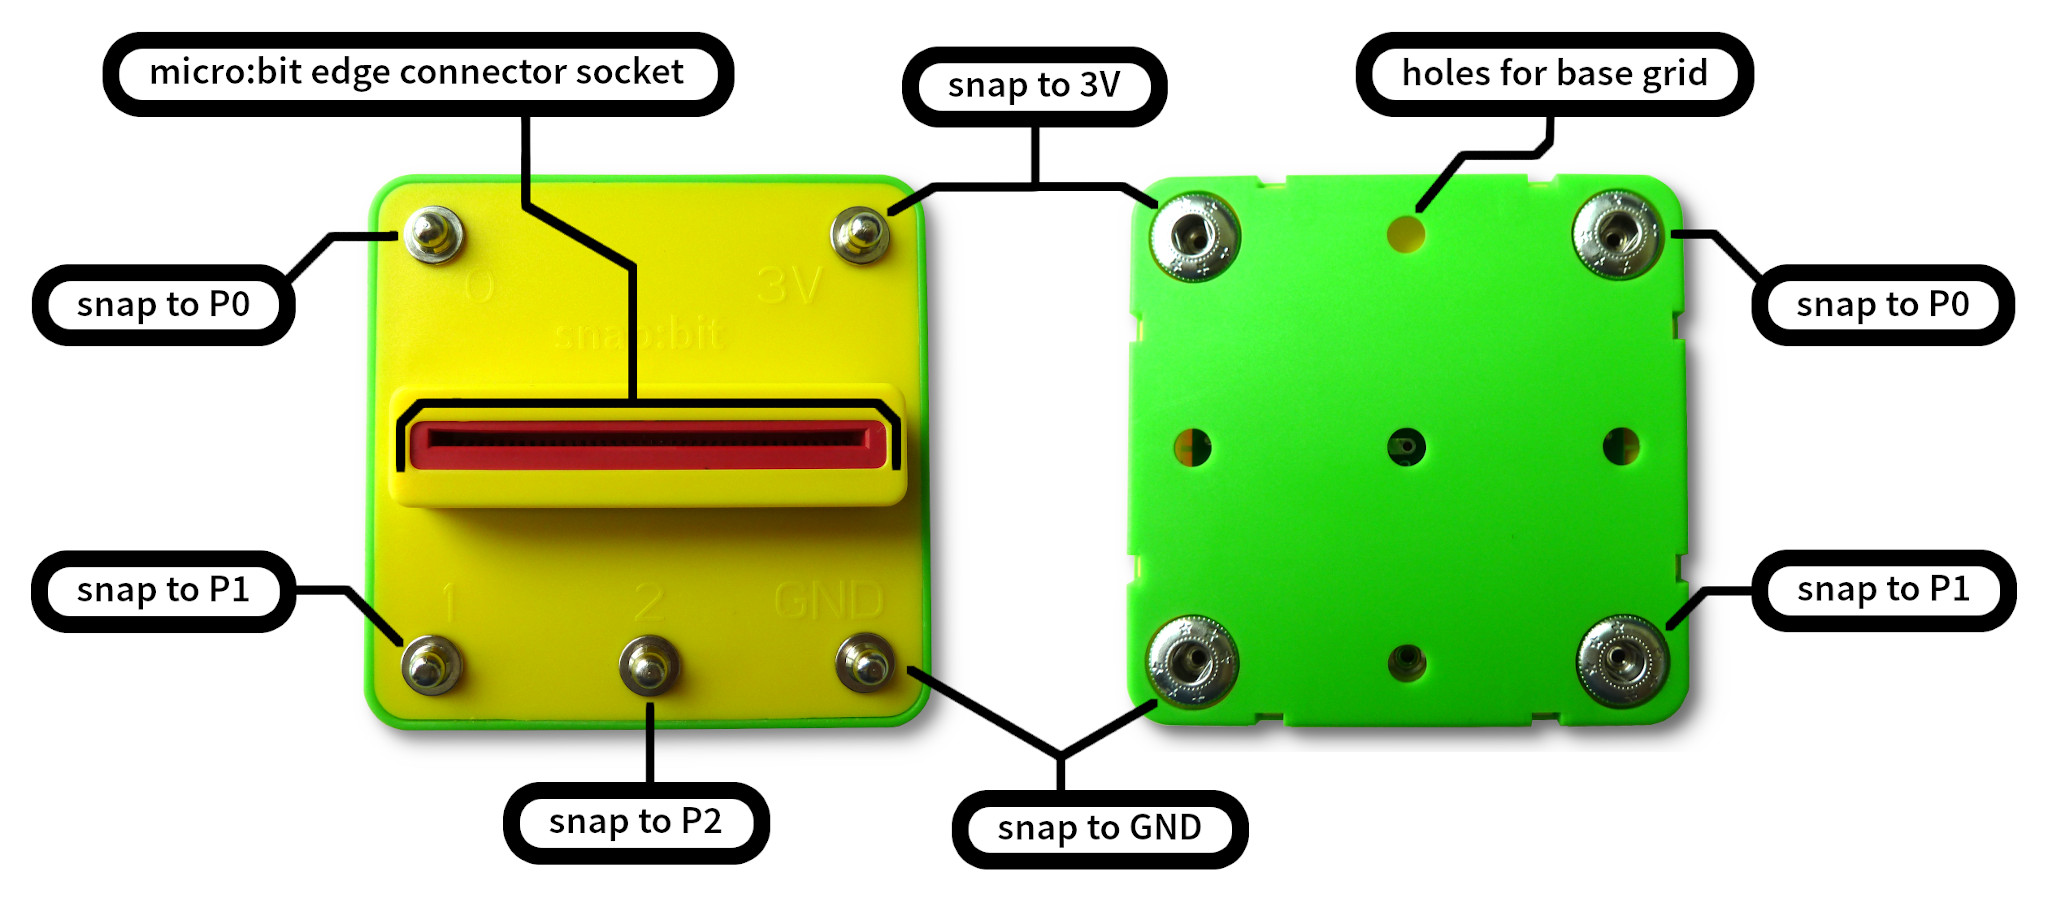 micro:bit edge connector socket
snap to 3V
holes for base grid
snap to P0
snap to P0
0
3V
snap:bit
snap to P1
snap to P1
1
2
GND
snap to P2
snap to GND